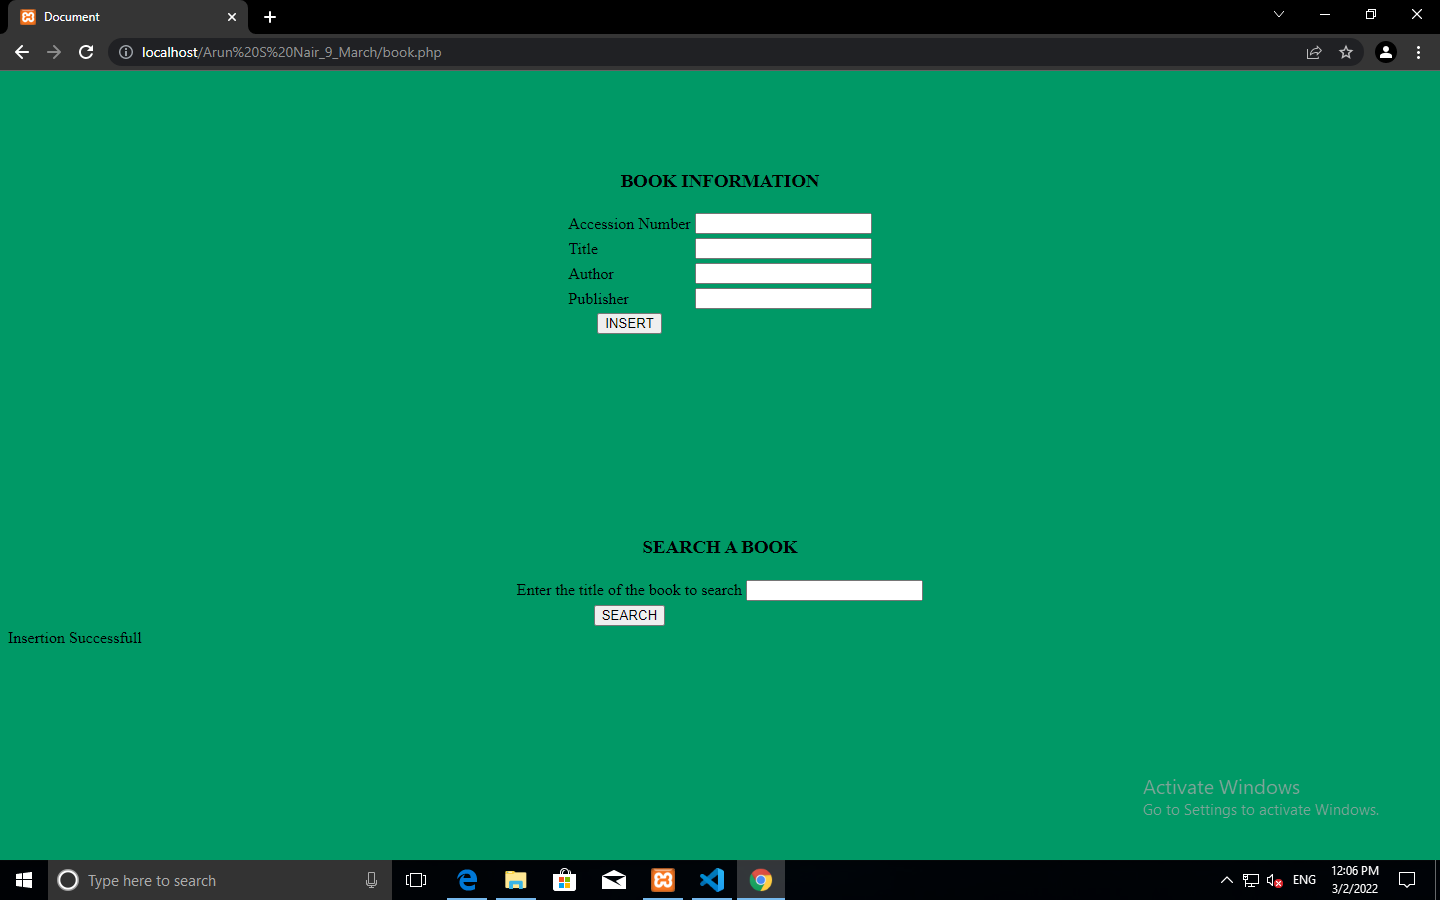 Document
localhost/Arun%20S%20Nair_9_March/book.php
BOOK INFORMATION
Accession Number
Title
Author
Publisher
INSERT
SEARCH A BOOK
Enter the title of the book to search
SEARCH
Insertion Successfull
Activate Windows
Go to Settings to activate Windows.
Type here to search
ENG
12:06 PM
3/2/2022